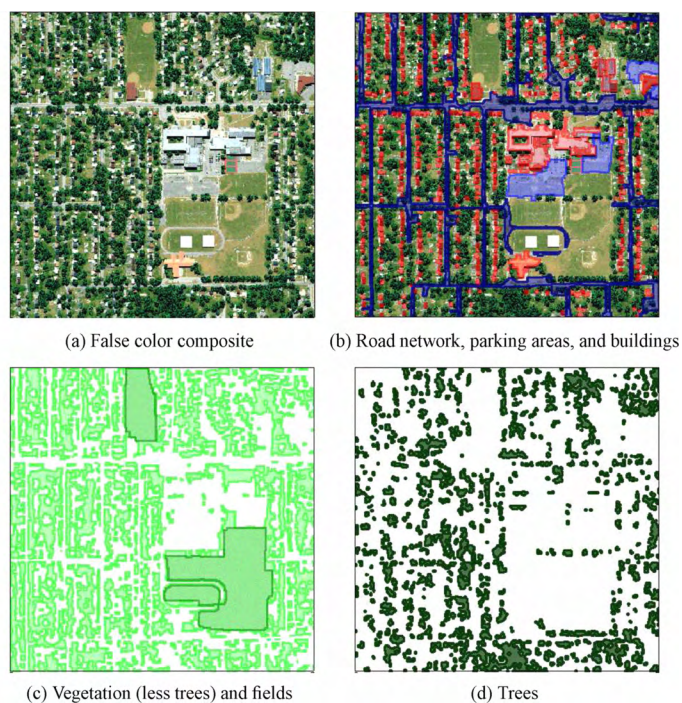 (a) False color composite
(b) Road network, parking areas, and buildings
(c) Vegetation (less trees) and fields
(d) Trees